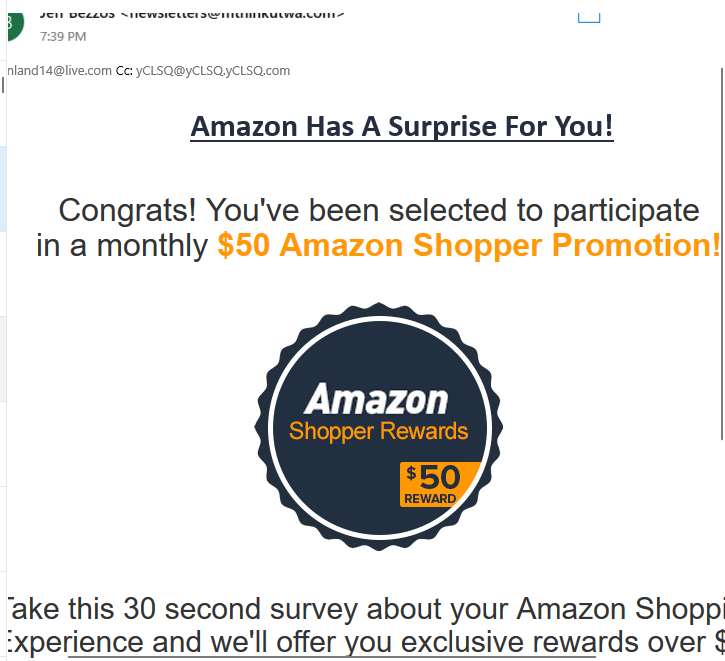 Jeff Bezzos <newsletters@mthinkutwa.com>
7:39 PM
nland14@live.com Cc: yCLSQ@yCLSQ.yCLSQ.com
Amazon Has A Surprise For You!
Congrats! You've been selected to participate
in a monthly $50 Amazon Shopper Promotion!
Amazon
Shopper Rewards
$50
REWARD
Take this 30 second survey about your Amazon Shoppi
Experience and we'll offer you exclusive rewards over $